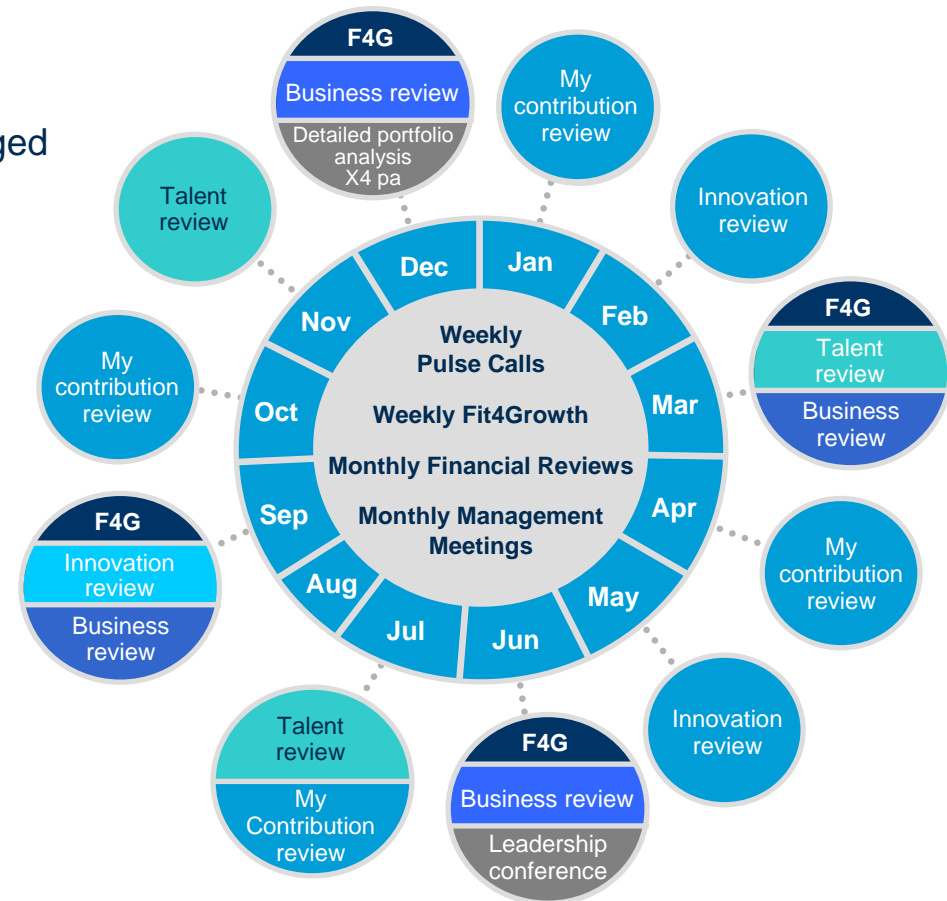 F4G
Business review
Detailed portfolio
analysis
X4 pa
My
contribution
review
Talent
review
Innovation
review
Dec
Jan
Nov
Feb
F4G
Talent
review
Business
review
My
contribution
review
Oct
Mar
Weekly
Pulse Calls
Weekly Fit4Growth
Monthly Financial Reviews
Monthly Management
Meetings
F4G
Innovation
review
Business
review
Sep
Apr
My
contribution
review
Aug
May
Jul
Jun
Talent
review
My
Contribution
review
F4G
Business review
Leadership
conference
Innovation
review